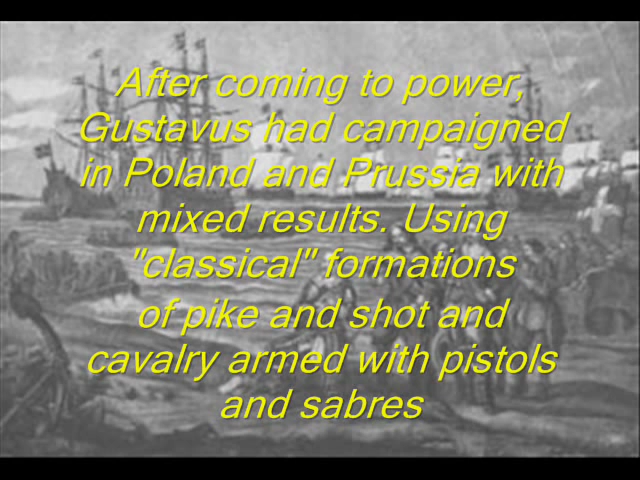 After coming to power,
Gustavus had campaigned
in Poland and Prussia with
mixed results. Using
"classical" formations
of pike and shot and
cavalry armed with pistols
and sabres